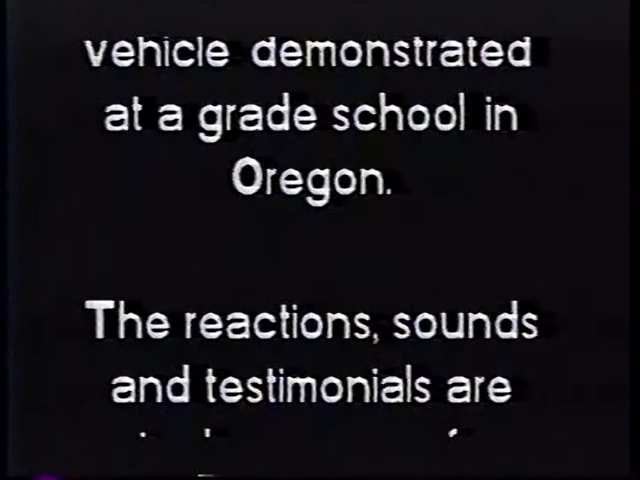 vehicle demonstrated
at a grade school in
Oregon.
The reactions, sounds
and testimonials are